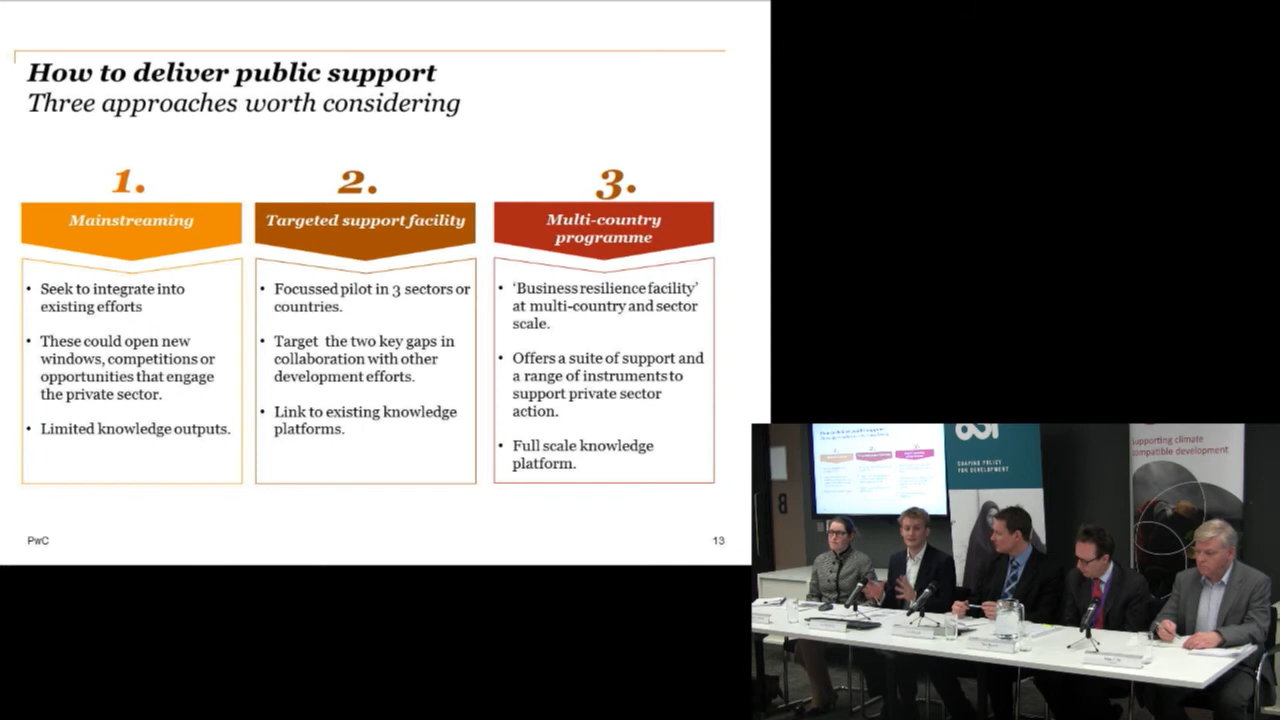 How to deliver public support
Three approaches worth considering
1.
Mainstreaming
• Seek to integrate into
existing efforts
• These could open new
windows, competitions or
opportunities that engage
the private sector.
• Limited knowledge outputs.
2.
Targeted support facility
• Focussed pilot in 3 sectors or
countries.
• Target the two key gaps in
collaboration with other
development efforts.
• Link to existing knowledge
platforms.
3.
Multi-country
programme
• ‘Business resilience facility’
at multi-country and sector
scale.
• Offers a suite of support and
a range of instruments to
support private sector
action.
• Full scale knowledge
platform.
PwC
13
SHAPING POLICY
FOR DEVELOPMENT
Supporting climate
compatible development
8